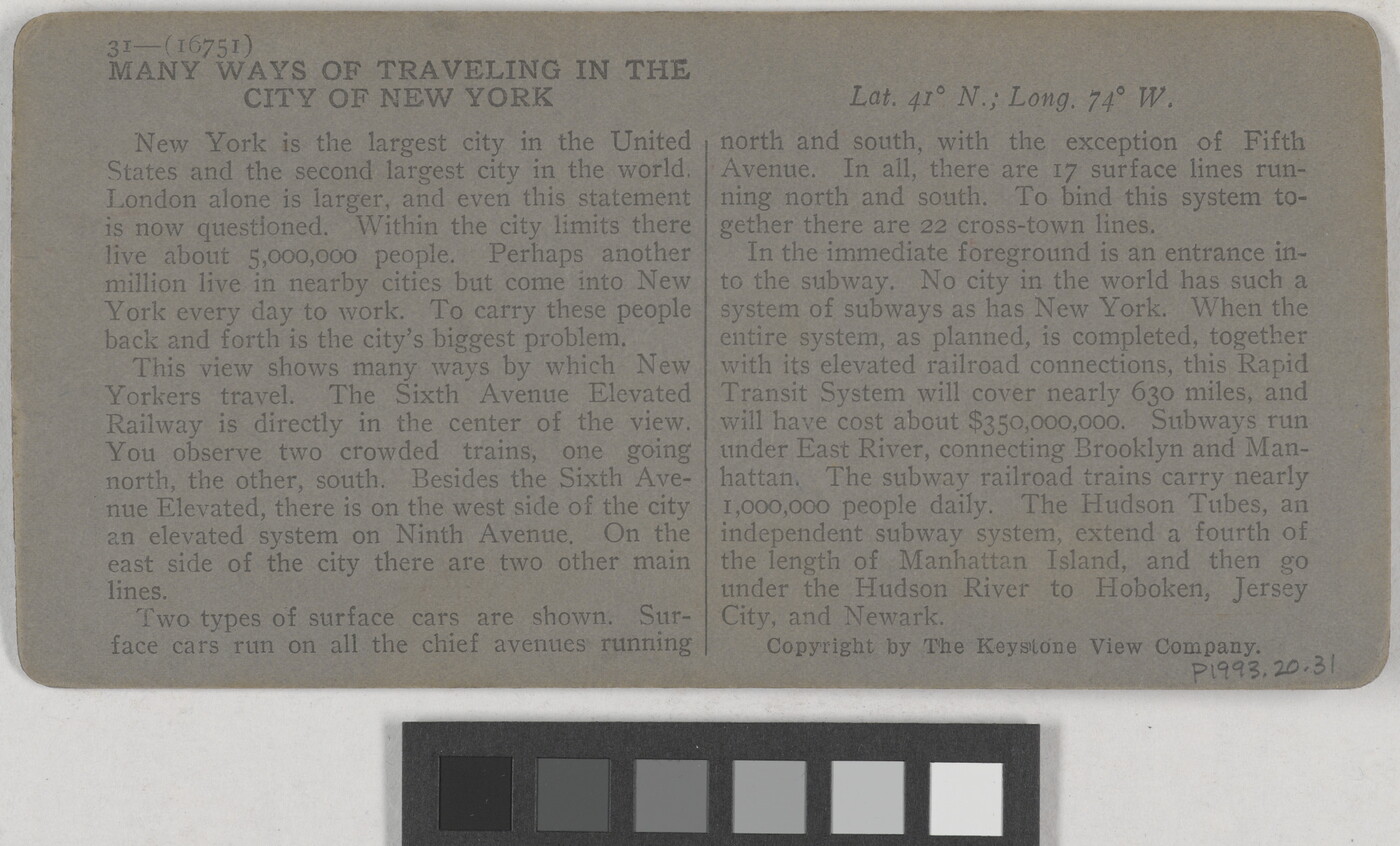 31—(16751)
MANY WAYS OF TRAVELING IN THE
CITY OF NEW YORK
New York is the largest city in the United
States and the second largest city in the world.
London alone is larger, and even this statement
is now questioned. Within the city limits there
live about 5,000,000 people. Perhaps another
million live in nearby cities but come into New
York every day to work. To carry these people
back and forth is the city's biggest problem.
This view shows many ways by which New
Yorkers travel. The Sixth Avenue Elevated
Railway is directly in the center of the view.
You observe two crowded trains, one going
north, the other, south. Besides the Sixth Ave-
nue Elevated, there is on the west side of the city
an elevated system on Ninth Avenue. On the
east side of the city there are two other main
lines.
Two types of surface cars are shown. Sur-
face cars run on all the chief avenues running
Lat. 41° N.; Long. 74° W.
north and south, with the exception of Fifth
Avenue. In all, there are 17 surface lines run-
ning north and south. To bind this system to-
gether there are 22 cross-town lines.
In the immediate foreground is an entrance in-
to the subway. No city in the world has such a
system of subways as has New York. When the
entire system, as planned, is completed, together
with its elevated railroad connections, this Rapid
Transit System will cover nearly 630 miles, and
will have cost about $350,000,000. Subways run
under East River, connecting Brooklyn and Man-
hattan. The subway railroad trains carry nearly
1,000,000 people daily. The Hudson Tubes, an
independent subway system, extend a fourth of
the length of Manhattan Island, and then go
under the Hudson River to Hoboken, Jersey
City, and Newark.
Copyright by The Keystone View Company.
P1993.20.31